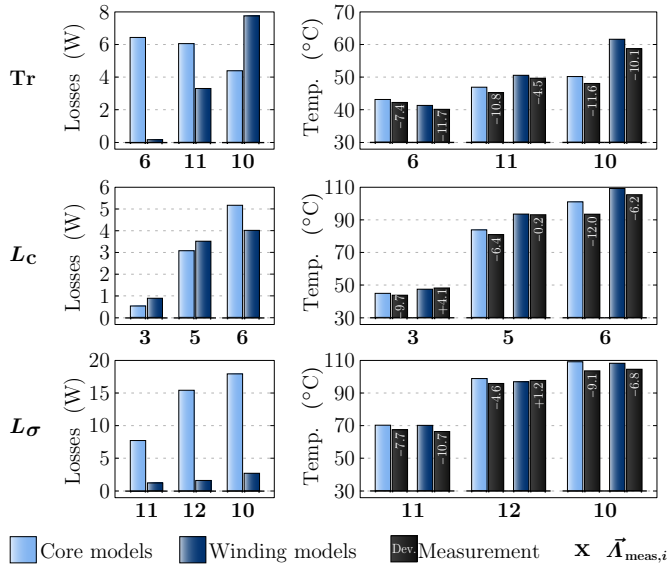 Tr
Losses (W)
8
6
4
2
0
6 11 10
Temp. (°C)
70
60
50
40
30
−7.4 −11.7 −10.8 −4.5 −11.6 −10.1
6 11 10
Lc
Losses (W)
6
5
4
3
2
1
0
3 5 6
Temp. (°C)
110
90
70
50
30
−9.7 +4.1 −6.4 −0.2 −12.0 −6.2
3 5 6
Lσ
Losses (W)
20
15
10
5
0
11 12 10
Temp. (°C)
110
90
70
50
30
−7.7 −10.7 −4.6 +1.2 −9.1 −6.8
11 12 10
Core models Winding models Dev. Measurement x Λ⃗meas,i